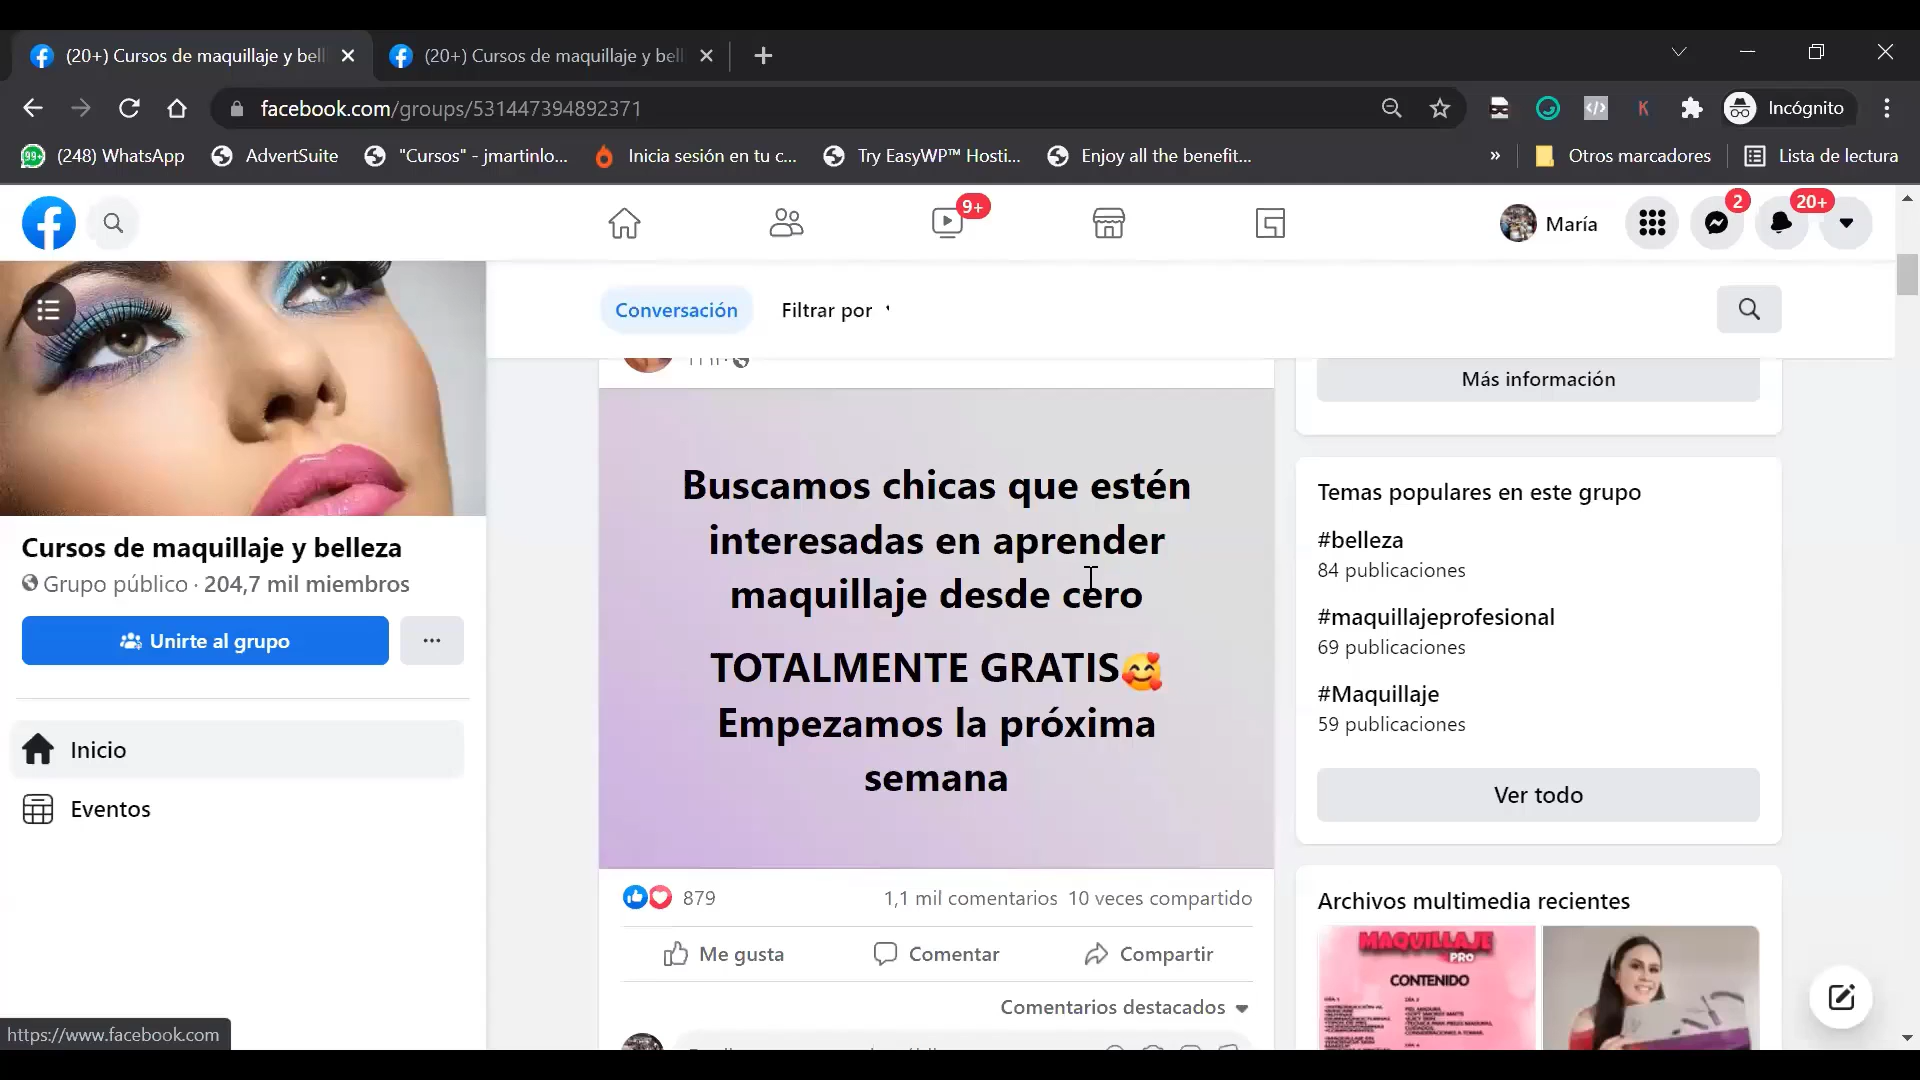 (20+) Cursos de maquillaje y bell
(20+) Cursos de maquillaje y bell
facebook.com/groups/531447394892371
Incógnito
99+
(248) WhatsApp
AdvertSuite
"Cursos" - jmartinlo...
Inicia sesión en tu c...
Try EasyWP™ Hosti...
Enjoy all the benefit...
»
Otros marcadores
Lista de lectura
9+
María
2
20+
Conversación
Filtrar por
Más información
Buscamos chicas que estén
interesadas en aprender
maquillaje desde cero
TOTALMENTE GRATIS🥰
Empezamos la próxima
semana
879
1,1 mil comentarios
10 veces compartido
Me gusta
Comentar
Compartir
Comentarios destacados
Cursos de maquillaje y belleza
Grupo público · 204,7 mil miembros
Unirte al grupo
...
Inicio
Eventos
https://www.facebook.com
Temas populares en este grupo
#belleza
84 publicaciones
#maquillajeprofesional
69 publicaciones
#Maquillaje
59 publicaciones
Ver todo
Archivos multimedia recientes
MAQUILLAJE
PRO
CONTENIDO